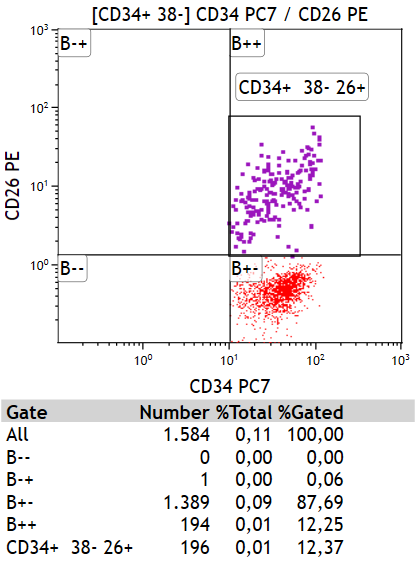 [CD34+ 38-] CD34 PC7 / CD26 PE
10³
B-+
B++
CD34+ 38- 26+
10²
CD26 PE
10¹
10⁰
B--
B+-
10⁰
10¹
10²
10³
CD34 PC7
Gate Number %Total %Gated
All 1.584 0,11 100,00
B-- 0 0,00 0,00
B-+ 1 0,00 0,06
B+- 1.389 0,09 87,69
B++ 194 0,01 12,25
CD34+ 38- 26+ 196 0,01 12,37